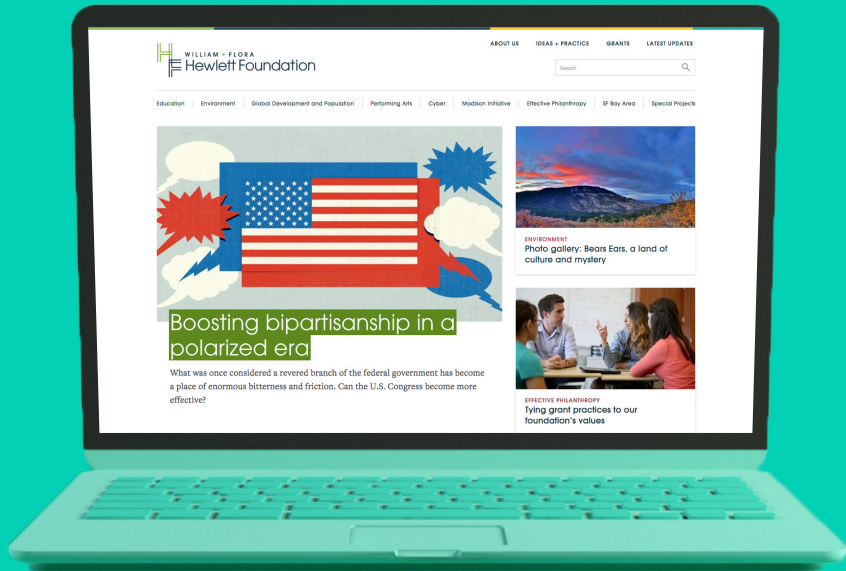 ABOUT US IDEAS + PRACTICE GRANTS LATEST UPDATES
WILLIAM + FLORA
Hewlett Foundation
Search
Education Environment Global Development and Population Performing Arts Cyber Madison Initiative Effective Philanthropy SF Bay Area Special Projects
Boosting bipartisanship in a
polarized era
What was once considered a revered branch of the federal government has become
a place of enormous bitterness and friction. Can the U.S. Congress become more
effective?
ENVIRONMENT
Photo gallery: Bears Ears, a land of
culture and mystery
EFFECTIVE PHILANTHROPY
Tying grant practices to our
foundation's values